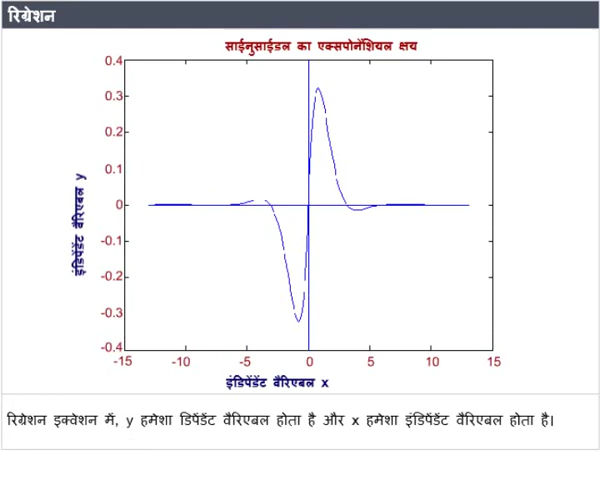 रिग्रेशन
साईनुसाईडल का एक्सपोनेंशियल क्षय
0.4
0.3
0.2
0.1
0
-0.1
-0.2
-0.3
-0.4
इंडिपेंडेंट वैरिएबल y
-15 -10 -5 0 5 10 15
इंडिपेंडेंट वैरिएबल x
रिग्रेशन इक्वेशन में, y हमेशा डिपेंडेंट वैरिएबल होता है और x हमेशा इंडिपेंडेंट वैरिएबल होता है।